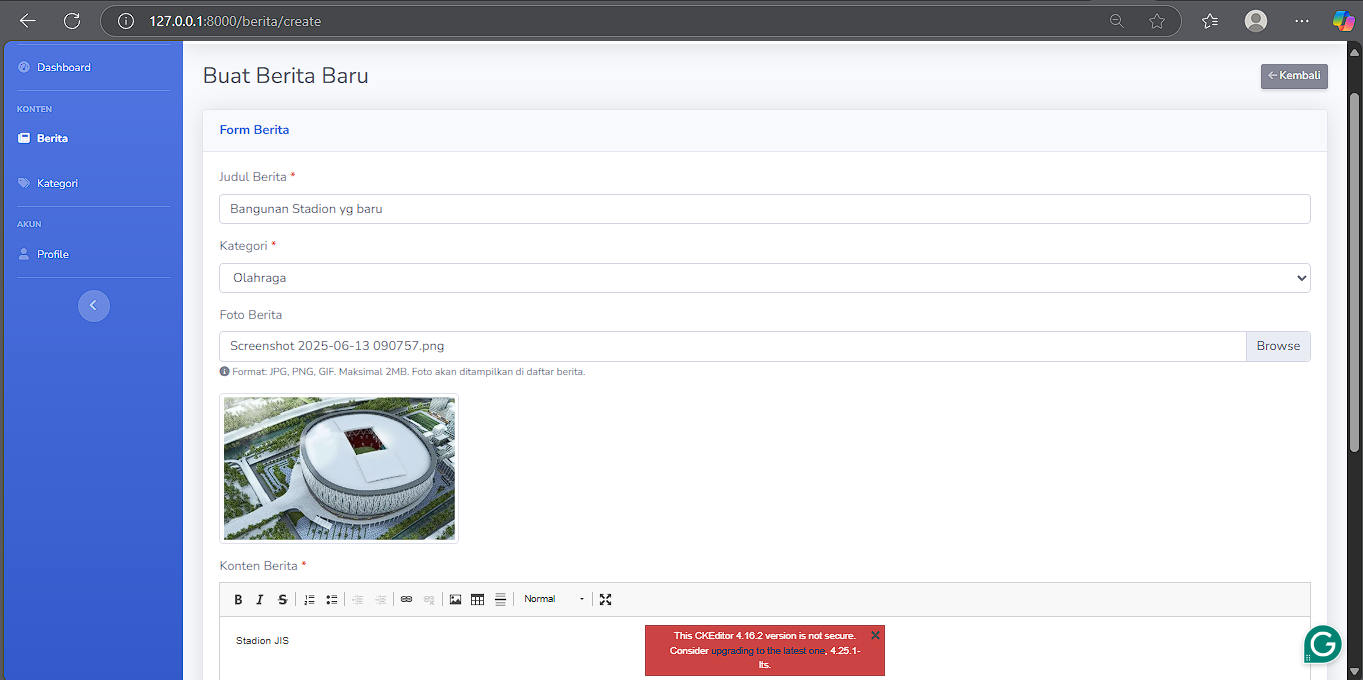 127.0.0.1:8000/berita/create
Dashboard
KONTEN
Berita
Kategori
AKUN
Profile
Buat Berita Baru
Kembali
Form Berita
Judul Berita *
Bangunan Stadion yg baru
Kategori *
Olahraga
Foto Berita
Screenshot 2025-06-13 090757.png
Browse
Format: JPG, PNG, GIF. Maksimal 2MB. Foto akan ditampilkan di daftar berita.
Konten Berita *
B I S
Normal
Stadion JIS
This CKEditor 4.16.2 version is not secure.
Consider upgrading to the latest one, 4.25.1-
lts.
G